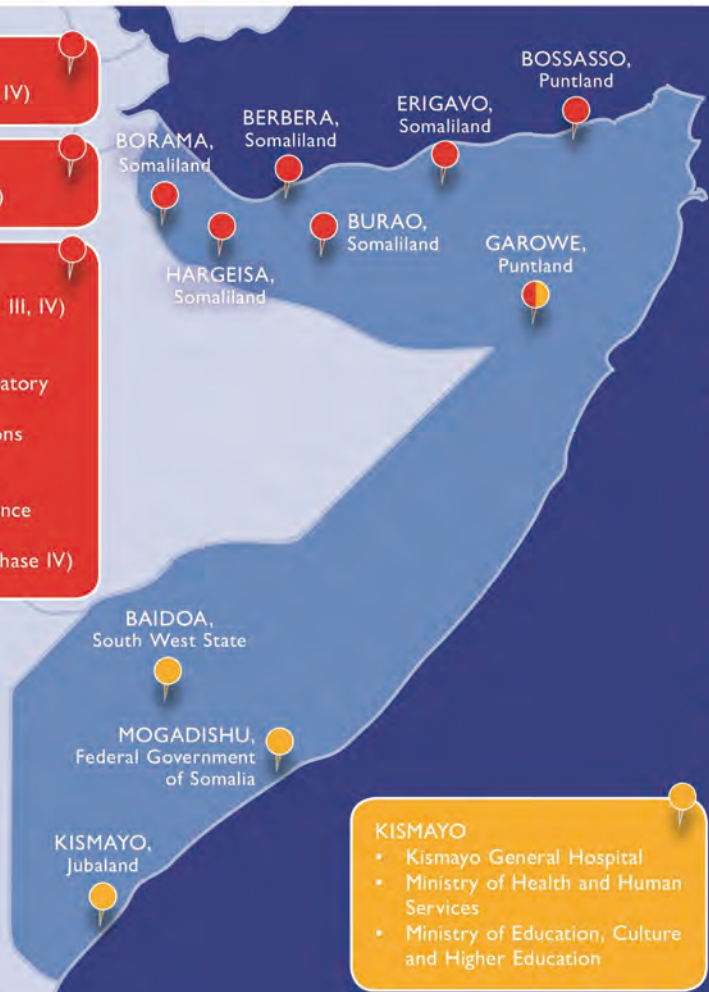 IV)
)
III, IV)
atory
ons
nce
hase IV)
BOSSASSO,
Puntland
ERIGAVO,
Somaliland
BERBERA,
Somaliland
BORAMA,
Somaliland
BURAO,
Somaliland
HARGEISA,
Somaliland
GAROWE,
Puntland
BAIDOA,
South West State
MOGADISHU,
Federal Government
of Somalia
KISMAYO,
Jubaland
KISMAYO
• Kismayo General Hospital
• Ministry of Health and Human
Services
• Ministry of Education, Culture
and Higher Education